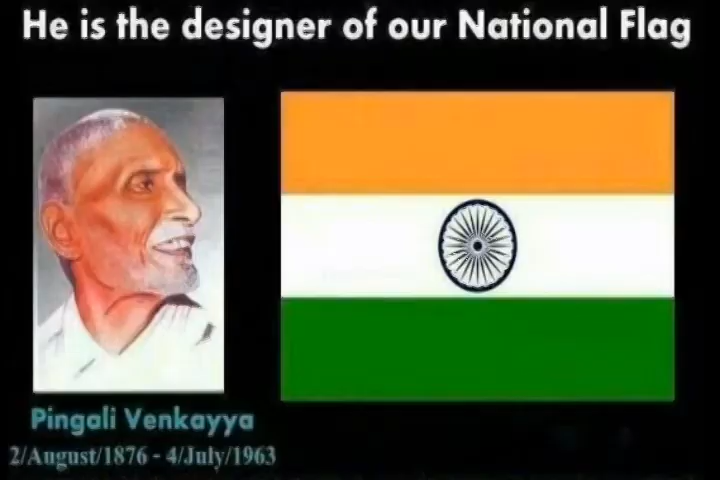 He is the designer of our National Flag
Pingali Venkayya
2/August/1876 - 4/July/1963